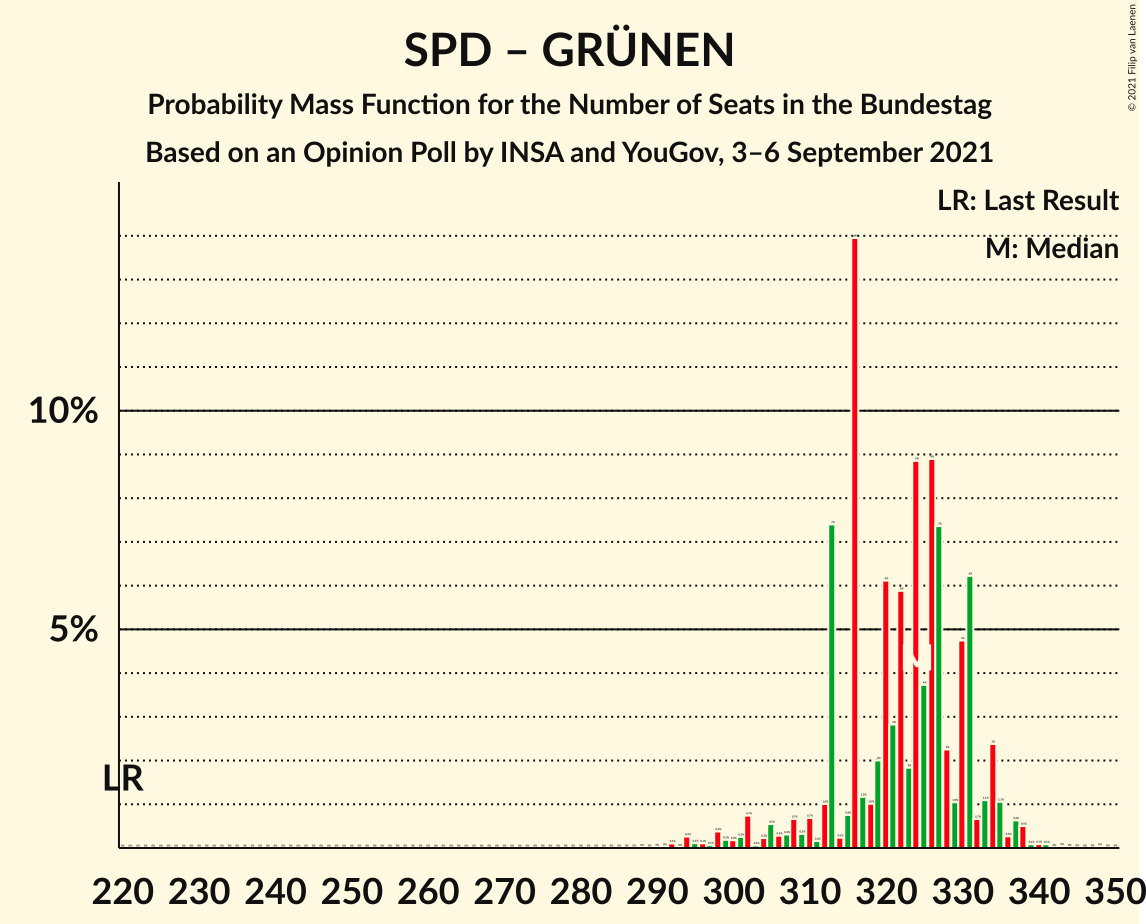 SPD – GRÜNEN
Probability Mass Function for the Number of Seats in the Bundestag
Based on an Opinion Poll by INSA and YouGov, 3–6 September 2021
© 2021 Filip van Laenen
LR: Last Result
M: Median
10%
5%
LR
M
220 230 240 250 260 270 280 290 300 310 320 330 340 350